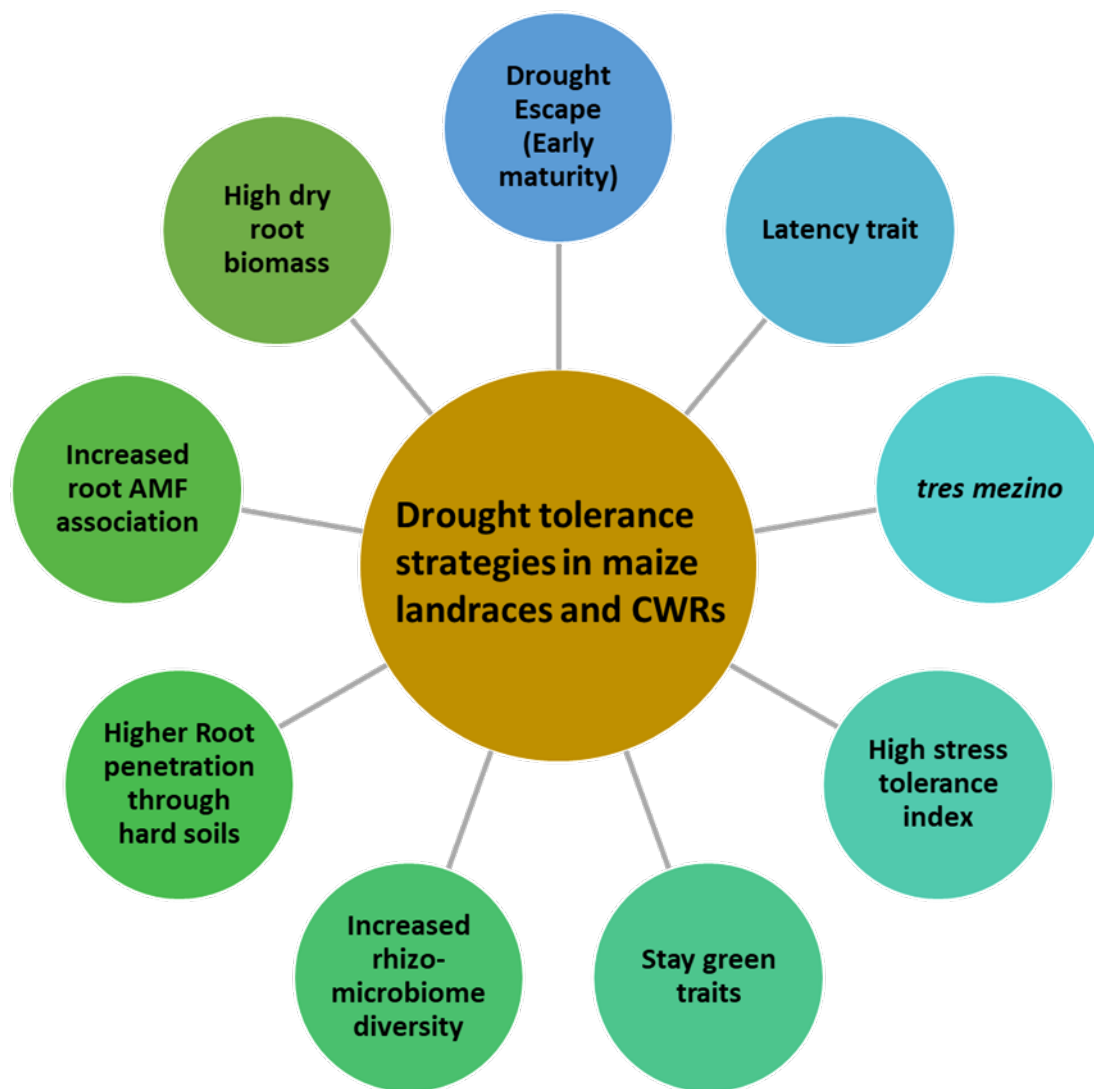 Drought
Escape
(Early
maturity)
Latency trait
tres mezino
High stress
tolerance
index
Stay green
traits
Increased
rhizo-
microbiome
diversity
Higher Root
penetration
through
hard soils
Increased
root AMF
association
High dry
root
biomass
Drought tolerance
strategies in maize
landraces and CWRs